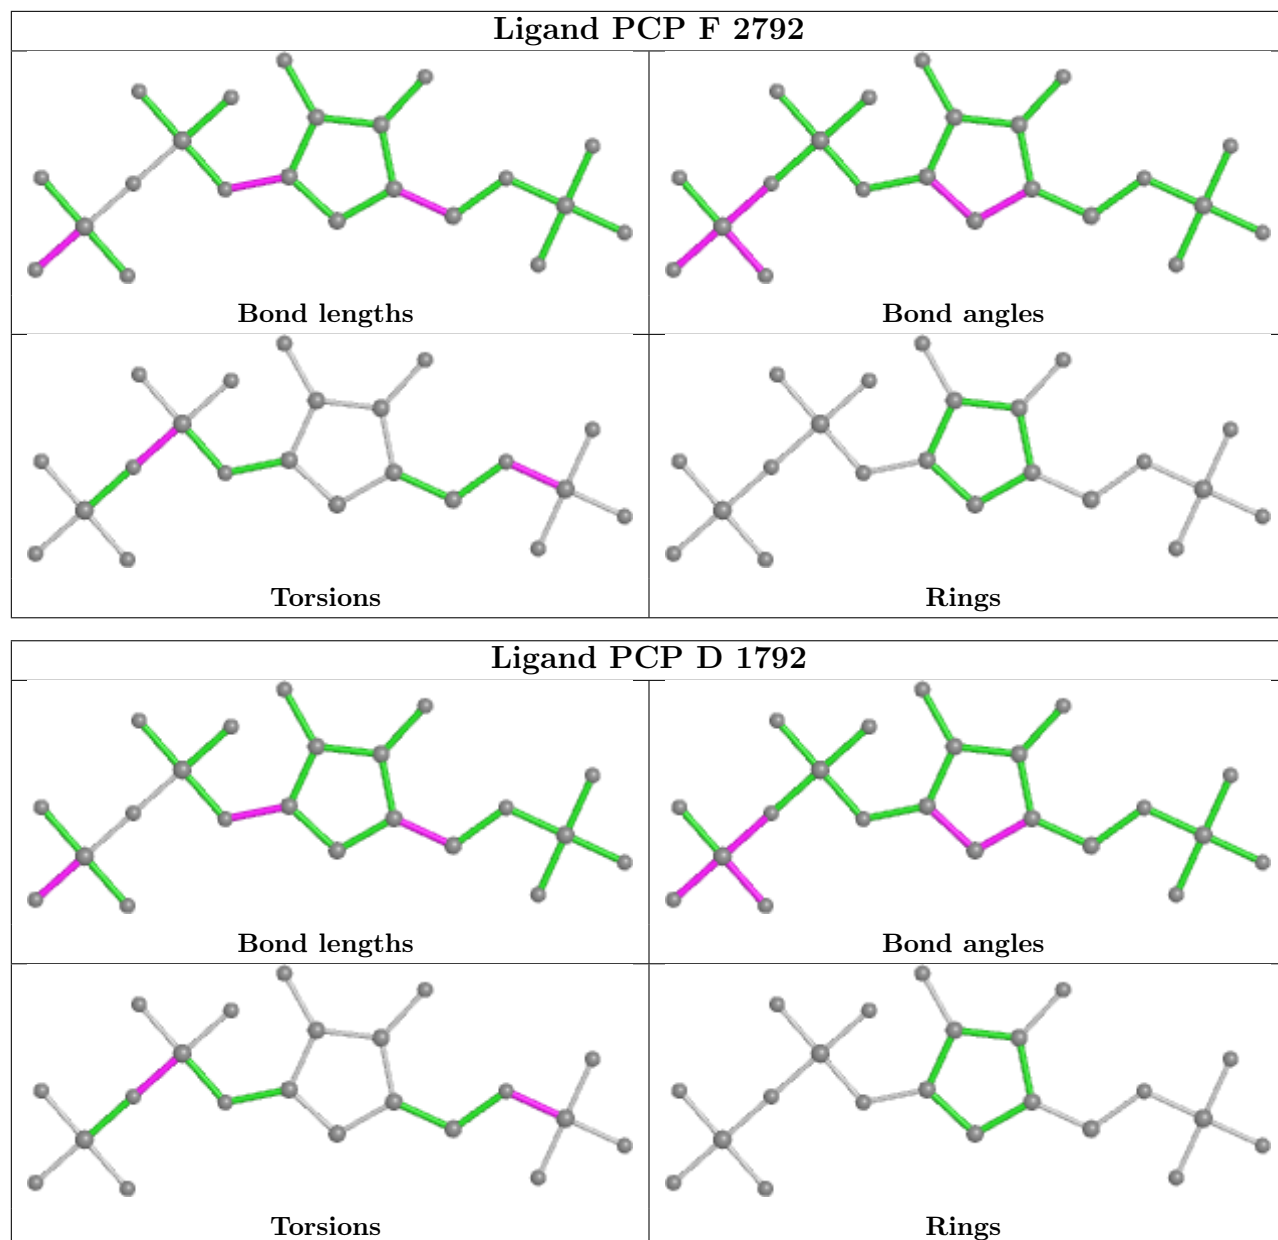 Ligand PCP F 2792
Bond lengths
Bond angles
Torsions
Rings
Ligand PCP D 1792
Bond lengths
Bond angles
Torsions
Rings